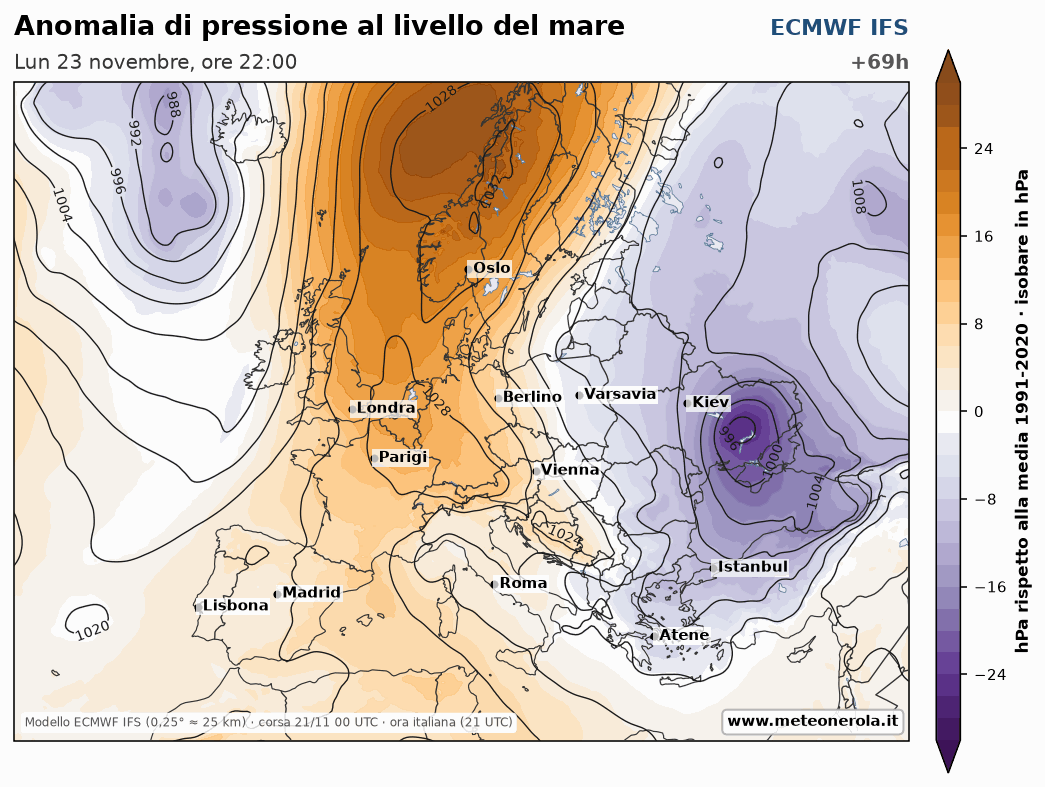 Anomalia di pressione al livello del mare
ECMWF IFS
Lun 23 novembre, ore 22:00
+69h
1028
988
992
996
1004
1032
1008
24
16
8
0
−8
−16
−24
hPa rispetto alla media 1991-2020 · isobare in hPa
Oslo
Berlino
Varsavia
Kiev
Londra
1028
Parigi
Vienna
996
1000
1004
1024
Istanbul
Roma
Madrid
Lisbona
Atene
1020
Modello ECMWF IFS (0,25° ≈ 25 km) · corsa 21/11 00 UTC · ora italiana (21 UTC)
www.meteonerola.it